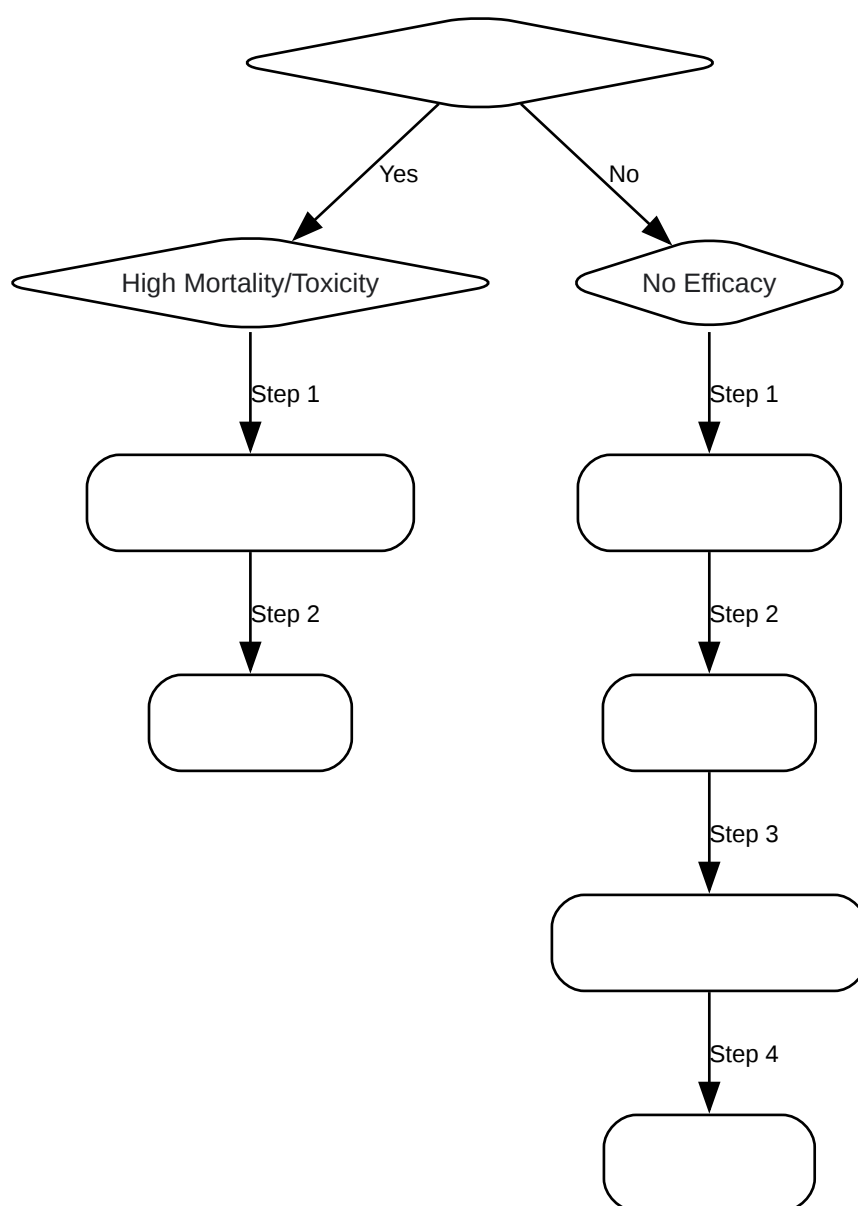 Yes
No
High Mortality/Toxicity
No Efficacy
Step 1
Step 1
Step 2
Step 2
Step 3
Step 4